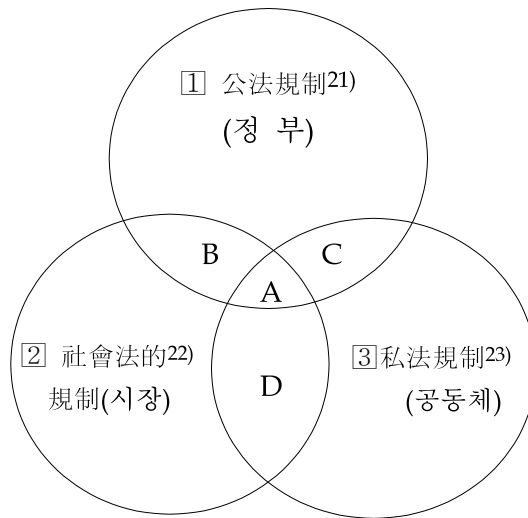 1 公法規制21)
(정 부)
B
C
A
2 社會法的22)
規制(시장)
3 私法規制23)
(공동체)
D